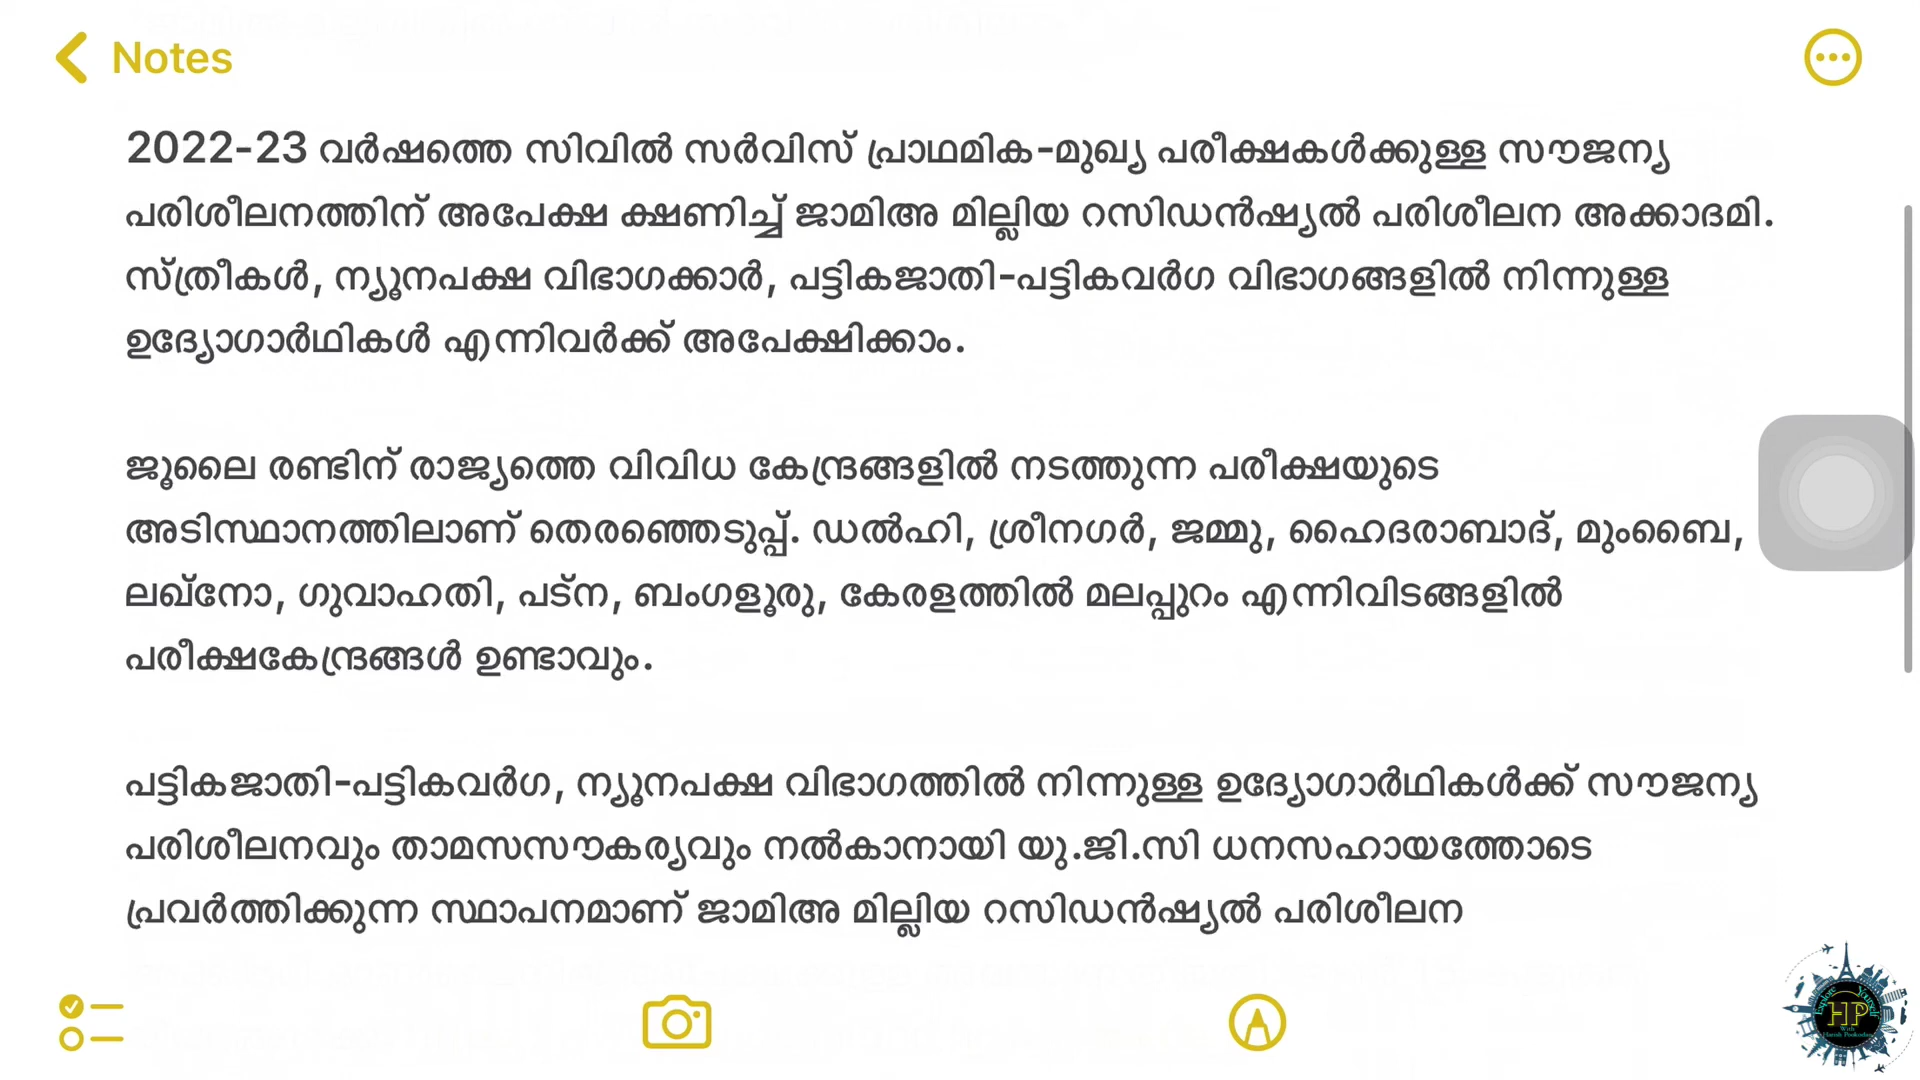 Notes
2022-23 വർഷത്തെ സിവിൽ സർവിസ് പ്രാഥമിക-മുഖ്യ പരീക്ഷകൾക്കുള്ള സൗജന്യ
പരിശീലനത്തിന് അപേക്ഷ ക്ഷണിച്ച് ജാമിഅ മില്ലിയ റസിഡൻഷ്യൽ പരിശീലന അക്കാദമി.
സ്ത്രീകൾ, ന്യൂനപക്ഷ വിഭാഗക്കാർ, പട്ടികജാതി-പട്ടികവർഗ വിഭാഗങ്ങളിൽ നിന്നുള്ള
ഉദ്യോഗാർഥികൾ എന്നിവർക്ക് അപേക്ഷിക്കാം.
ജൂലൈ രണ്ടിന് രാജ്യത്തെ വിവിധ കേന്ദ്രങ്ങളിൽ നടത്തുന്ന പരീക്ഷയുടെ
അടിസ്ഥാനത്തിലാണ് തെരഞ്ഞെടുപ്പ്. ഡൽഹി, ശ്രീനഗർ, ജമ്മു, ഹൈദരാബാദ്, മുംബൈ,
ലഖ്നോ, ഗുവാഹതി, പട്ന, ബംഗളൂരു, കേരളത്തിൽ മലപ്പുറം എന്നിവിടങ്ങളിൽ
പരീക്ഷകേന്ദ്രങ്ങൾ ഉണ്ടാവും.
പട്ടികജാതി-പട്ടികവർഗ, ന്യൂനപക്ഷ വിഭാഗത്തിൽ നിന്നുള്ള ഉദ്യോഗാർഥികൾക്ക് സൗജന്യ
പരിശീലനവും താമസസൗകര്യവും നൽകാനായി യു.ജി.സി ധനസഹായത്തോടെ
പ്രവർത്തിക്കുന്ന സ്ഥാപനമാണ് ജാമിഅ മില്ലിയ റസിഡൻഷ്യൽ പരിശീലന
Explore Yourself
HP
With